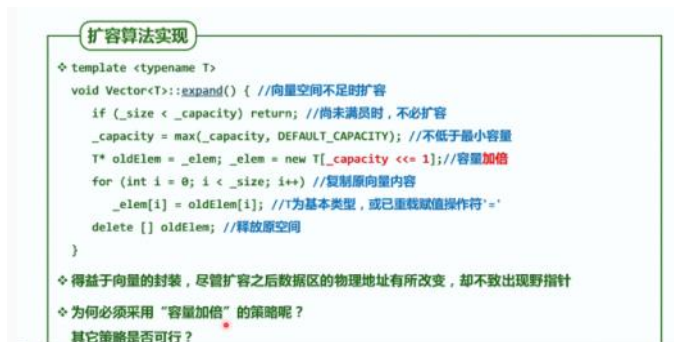 扩容算法实现
❖ template <typename T>
void Vector<T>::expand() { //向量空间不足时扩容
if (_size < _capacity) return; //尚未满员时，不必扩容
_capacity = max(_capacity, DEFAULT_CAPACITY); //不低于最小容量
T* oldElem = _elem; _elem = new T[_capacity <<= 1];//容量加倍
for (int i = 0; i < _size; i++) //复制原向量内容
_elem[i] = oldElem[i]; //T为基本类型，或已重载赋值操作符'='
delete [] oldElem; //释放原空间
}
❖ 得益于向量的封装，尽管扩容之后数据区的物理地址有所改变，却不致出现野指针
❖ 为何必须采用“容量加倍”的策略呢？
其它策略是否可行？